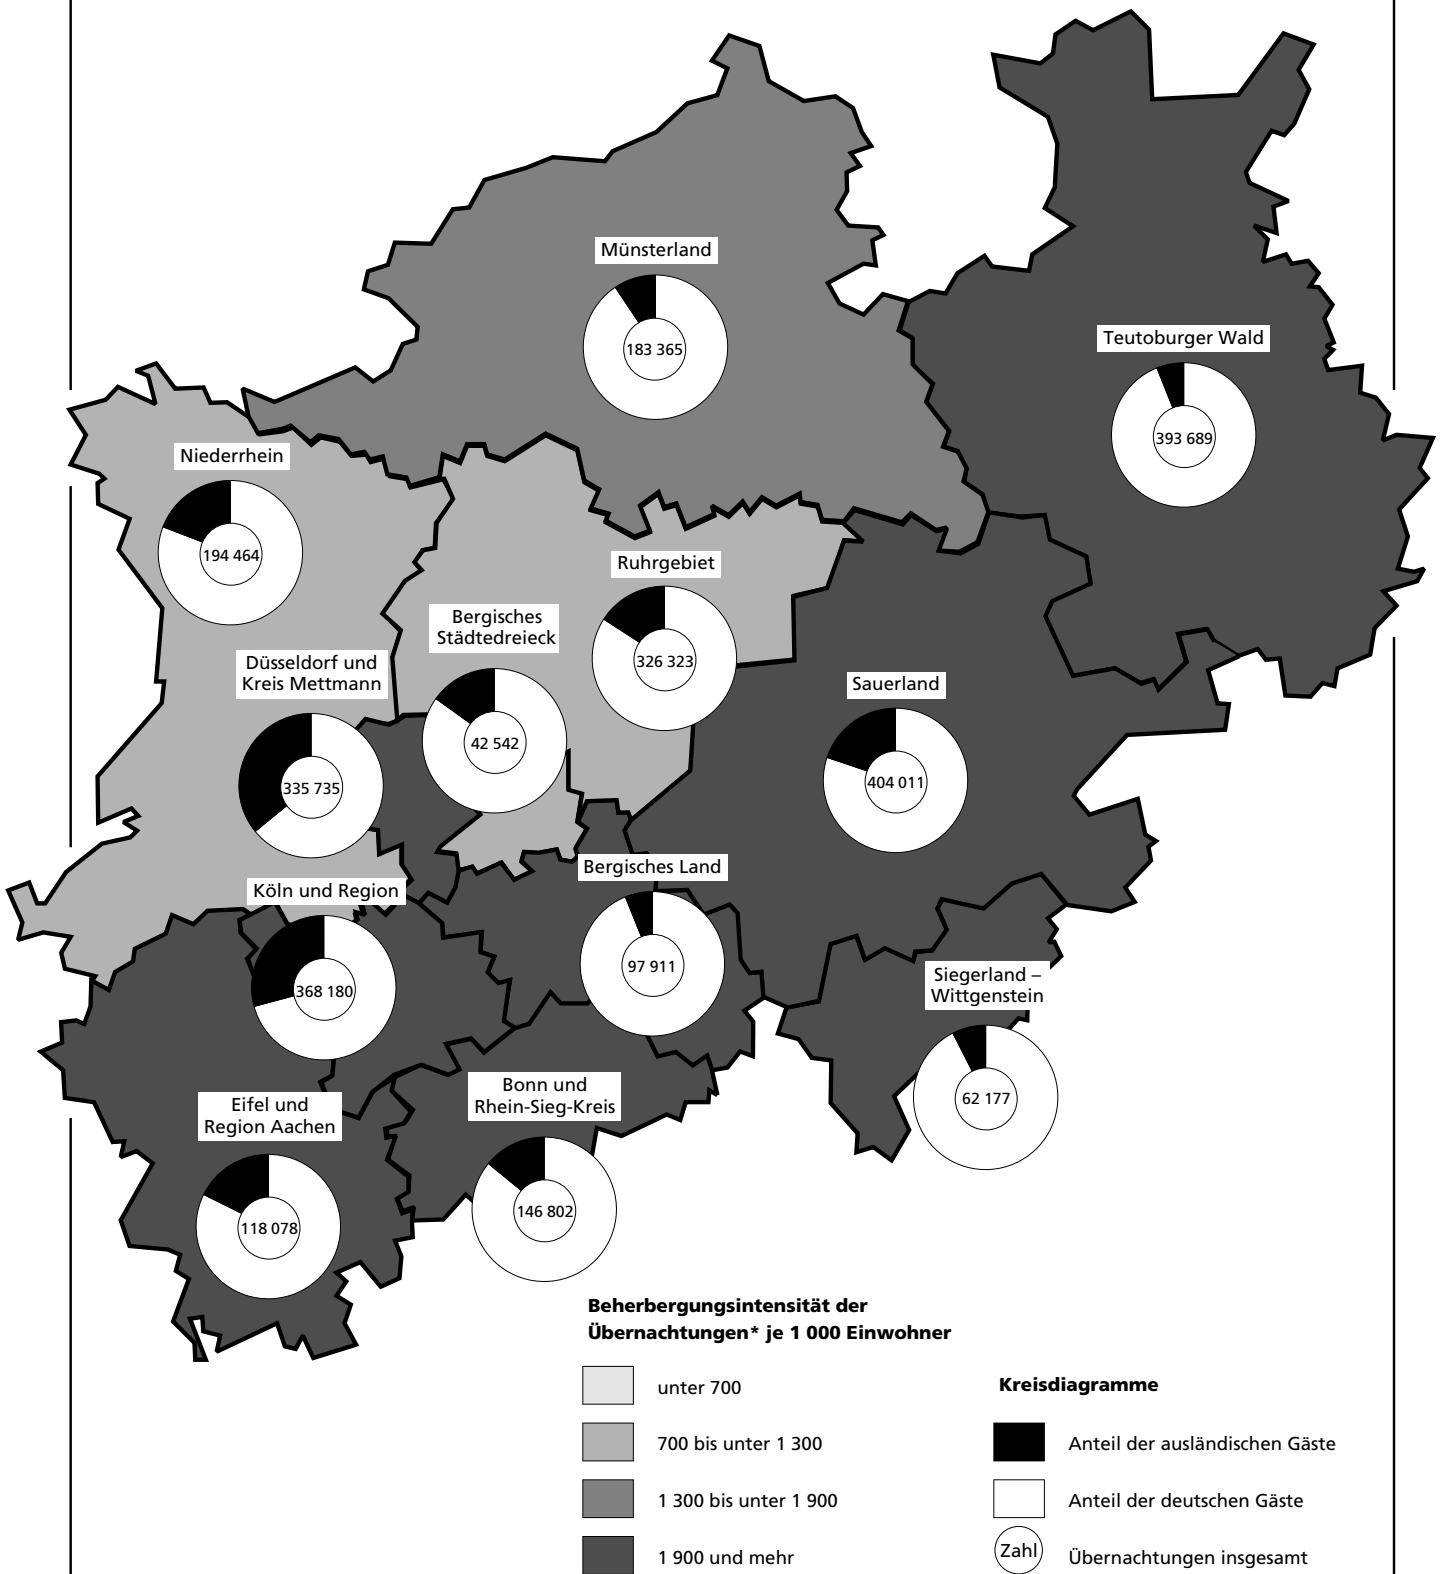 Münsterland
183 365
Teutoburger Wald
393 689
Niederrhein
194 464
Ruhrgebiet
326 323
Bergisches
Städtedreieck
42 542
Düsseldorf und
Kreis Mettmann
335 735
Sauerland
404 011
Bergisches Land
97 911
Köln und Region
368 180
Siegerland –
Wittgenstein
62 177
Bonn und
Rhein-Sieg-Kreis
146 802
Eifel und
Region Aachen
118 078
Beherbergungsintensität der
Übernachtungen* je 1 000 Einwohner
unter 700
700 bis unter 1 300
1 300 bis unter 1 900
1 900 und mehr
Kreisdiagramme
Anteil der ausländischen Gäste
Anteil der deutschen Gäste
Zahl
Übernachtungen insgesamt